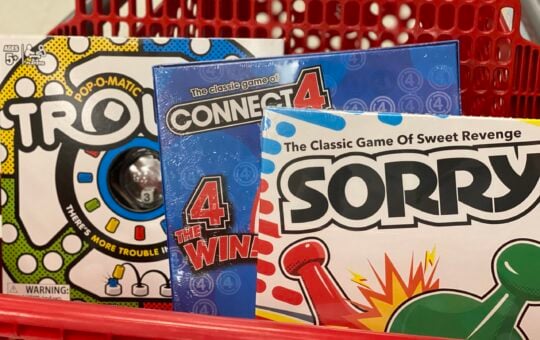 AGES
5+
POP-O-MATIC
TROU
THERE'S MORE TROUBLE IN
WARNING:
3
The classic game of
CONNECT 4
4
THE
WIN!
The Classic Game Of Sweet Revenge
SORRY